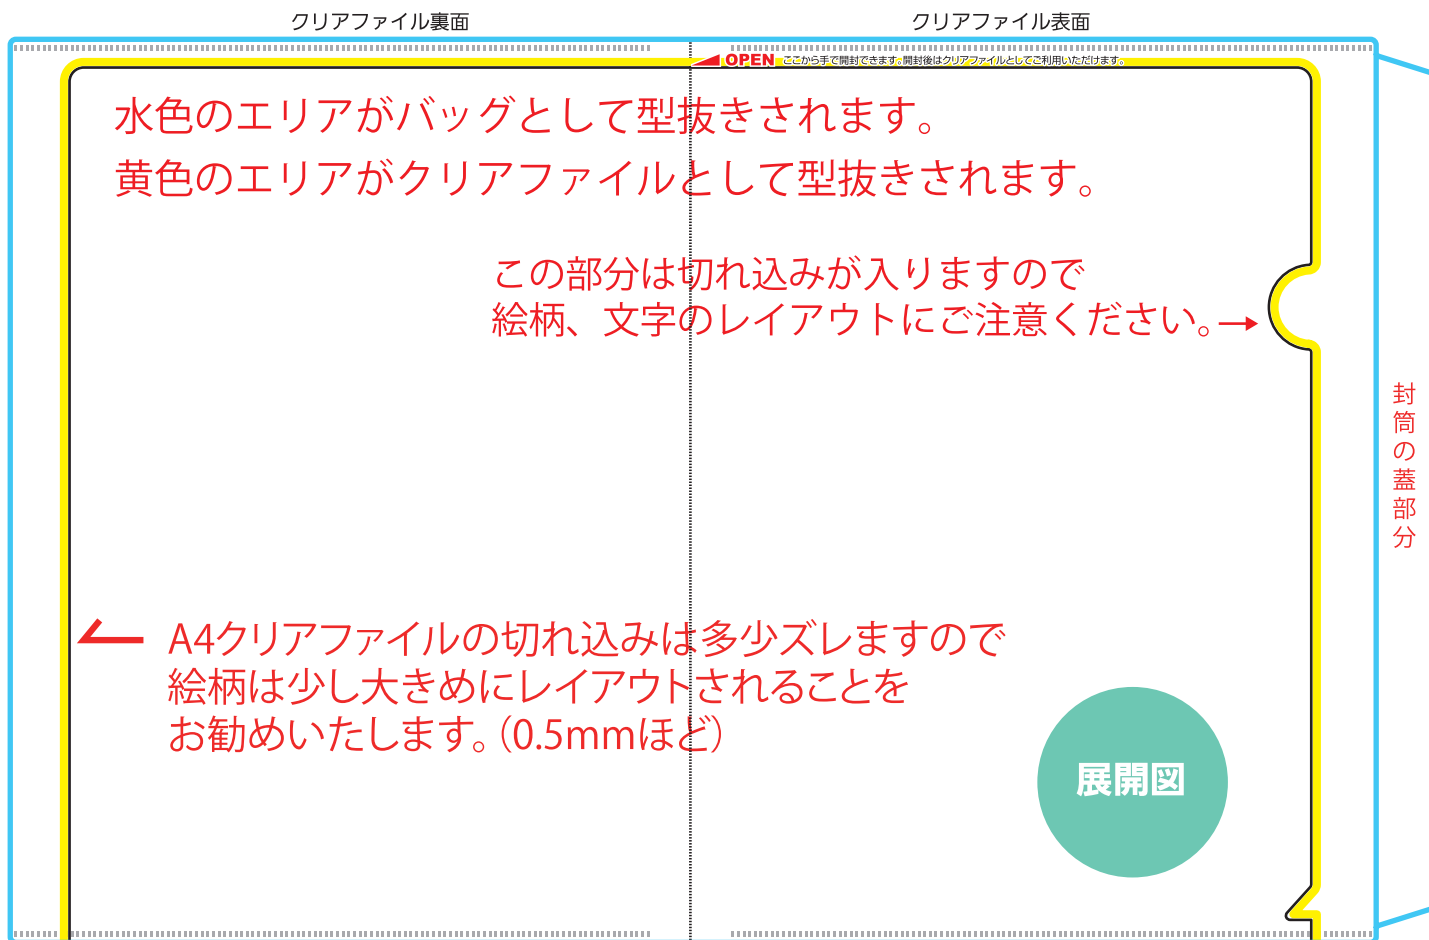 クリアファイル裏面
クリアファイル表面
OPEN ここから手で開封できます。開封後はクリアファイルとしてご利用いただけます。
水色のエリアがバッグとして型抜きされます。
黄色のエリアがクリアファイルとして型抜きされます。
この部分は切れ込みが入りますので
絵柄、文字のレイアウトにご注意ください。→
封筒の蓋部分
A4クリアファイルの切れ込みは多少ズレますので
絵柄は少し大きめにレイアウトされることを
お勧めいたします。(0.5mmほど)
展開図